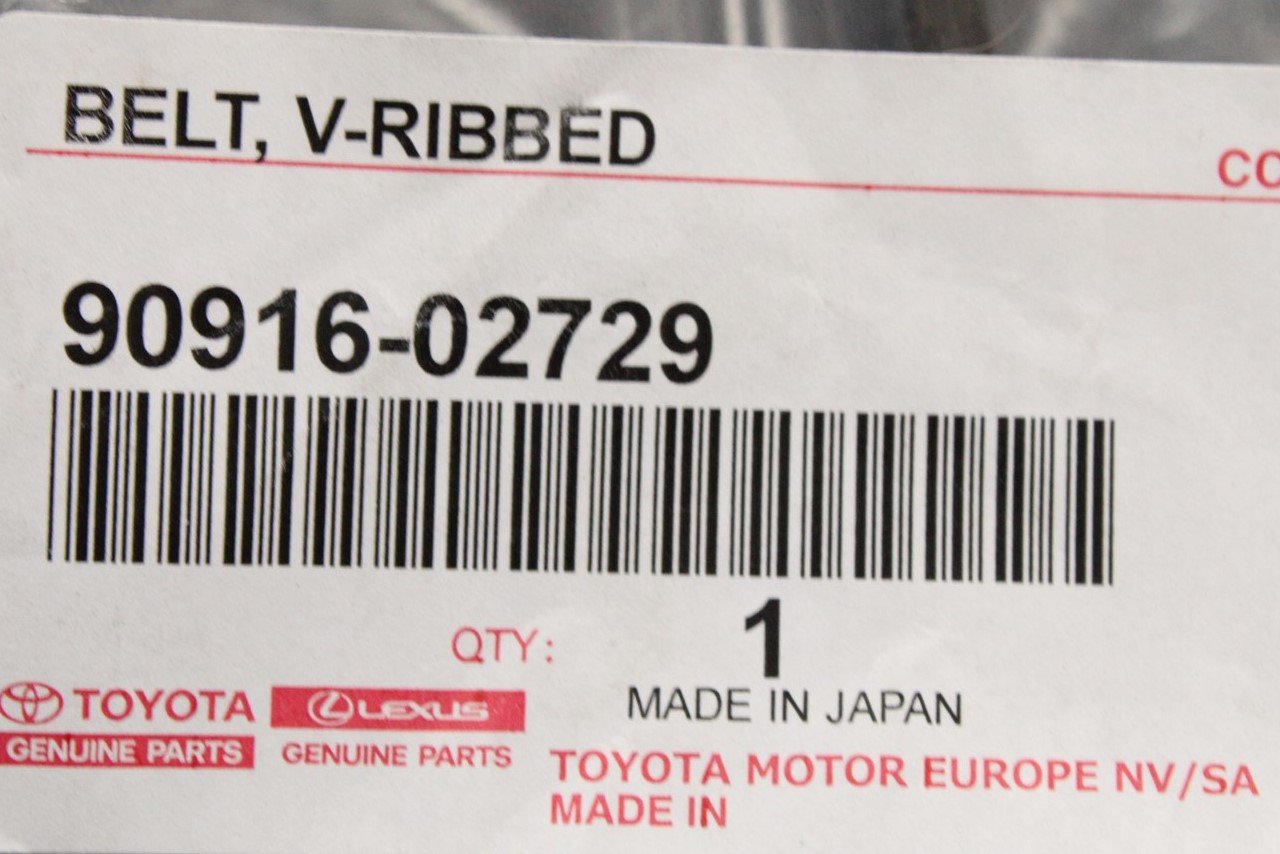 BELT, V-RIBBED
CO
90916-02729
QTY: 1
MADE IN JAPAN
TOYOTA LEXUS
GENUINE PARTS GENUINE PARTS
TOYOTA MOTOR EUROPE NV/SA
MADE IN